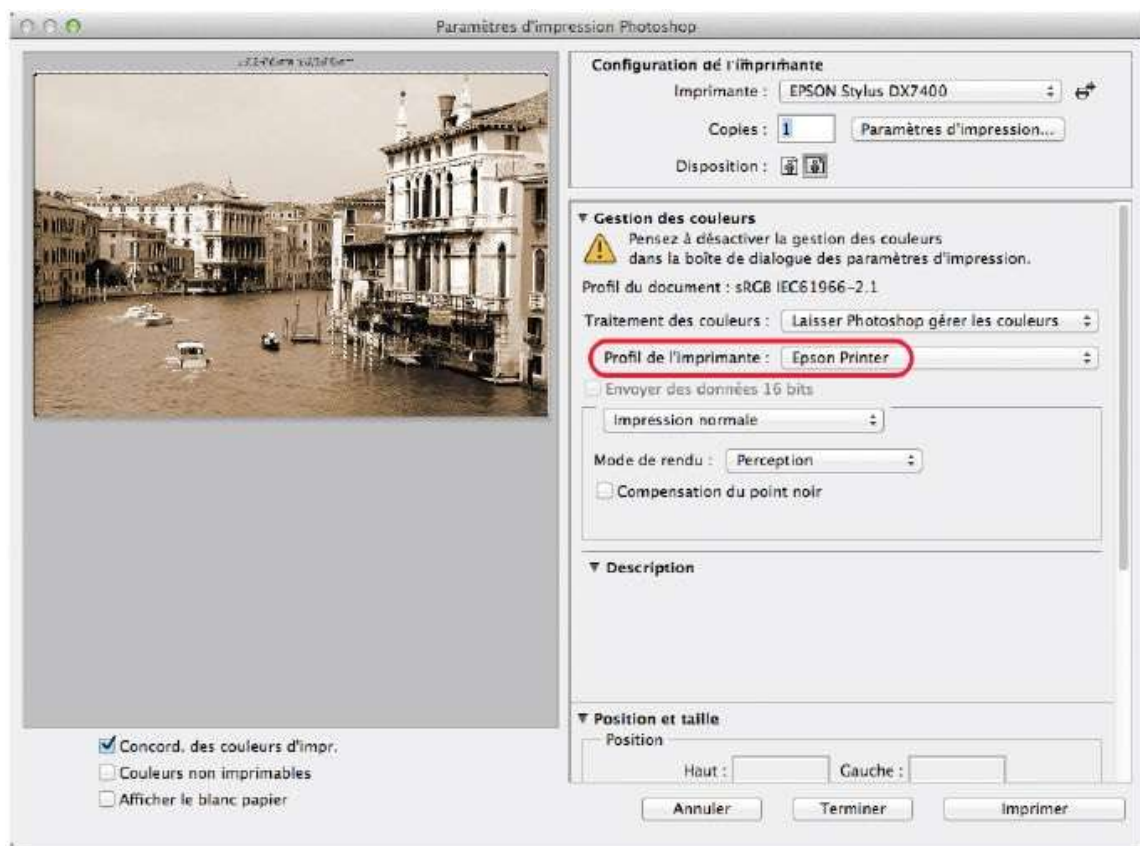 Paramètres d'impression Photoshop
Configuration de l'imprimante
Imprimante : EPSON Stylus DX7400
Copies : 1 Paramètres d'impression...
Disposition :
Gestion des couleurs
Pensez à désactiver la gestion des couleurs
dans la boîte de dialogue des paramètres d'impression.
Profil du document : sRGB IEC61966-2.1
Traitement des couleurs : Laisser Photoshop gérer les couleurs
Profil de l'imprimante : Epson Printer
Envoyer des données 16 bits
Impression normale
Mode de rendu : Perception
Compensation du point noir
Description
Position et taille
Position
Haut : Gauche :
Concord. des couleurs d'impr.
Couleurs non imprimables
Afficher le blanc papier
Annuler Terminer Imprimer